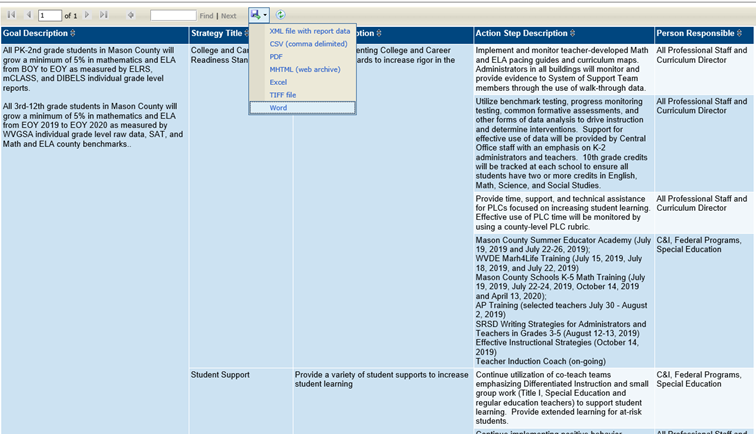 1 of 1 Find | Next
XML file with report data
CSV (comma delimited)
PDF
MHTML (web archive)
Excel
TIFF file
Word
Goal Description Strategy Title ption Action Step Description Person Responsible
All PK-2nd grade students in Mason County will
grow a minimum of 5% in mathematics and ELA
from BOY to EOY as measured by ELRS,
mCLASS, and DIBELS individual grade level
reports.
All 3rd-12th grade students in Mason County will
grow a minimum of 5% in mathematics and ELA
from EOY 2019 to EOY 2020 as measured by
WVGSA individual grade level raw data, SAT, and
Math and ELA county benchmarks..
College and Car
Readiness Stan
enting College and Career
ards to increase rigor in the
Implement and monitor teacher-developed Math
and ELA pacing guides and curriculum maps.
Administrators in all buildings will monitor and
provide evidence to System of Support Team
members through the use of walk-through data.
All Professional Staff and
Curriculum Director
Utilize benchmark testing, progress monitoring
testing, common formative assessments, and
other forms of data analysis to drive instruction
and determine interventions. Support for
effective use of data will be provided by Central
Office staff with an emphasis on K-2
administrators and teachers. 10th grade credits
will be tracked at each school to ensure all
students have two or more credits in English,
Math, Science, and Social Studies.
All Professional Staff and
Curriculum Director
Provide time, support, and technical assistance
for PLCs focused on increasing student learning.
Effective use of PLC time will be monitored by
using a county-level PLC rubric.
All Professional Staff and
Curriculum Director
Mason County Summer Educator Academy (July
19, 2019 and July 22-26, 2019);
WVDE Marh4Life Training (July 15, 2019, July
18, 2019, and July 22, 2019)
Mason County Schools K-5 Math Training (July
19, 2019, July 22-24, 2019, October 14, 2019
and April 13, 2020);
AP Training (selected teachers July 30 - August
2, 2019)
SRSD Writing Strategies for Administrators and
Teachers in Grades 3-5 (August 12-13, 2019)
Effective Instructional Strategies (October 14,
2019)
Teacher Induction Coach (on-going)
C&I, Federal Programs,
Special Education
Student Support
Provide a variety of student supports to increase
student learning
Continue utilization of co-teach teams
emphasizing Differentiated Instruction and small
group work (Title I, Special Education and
regular education teachers) to support student
learning. Provide extended learning for at-risk
students.
C&I, Federal Programs,
Special Education
Continue implementing positive behavior
All Professional Staff and